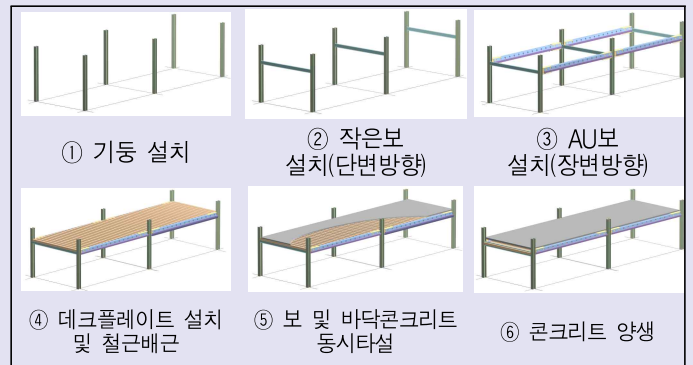 ① 기둥 설치
② 작은보
설치(단변방향)
③ AU보
설치(장변방향)
④ 데크플레이트 설치
및 철근배근
⑤ 보 및 바닥콘크리트
동시타설
⑥ 콘크리트 양생